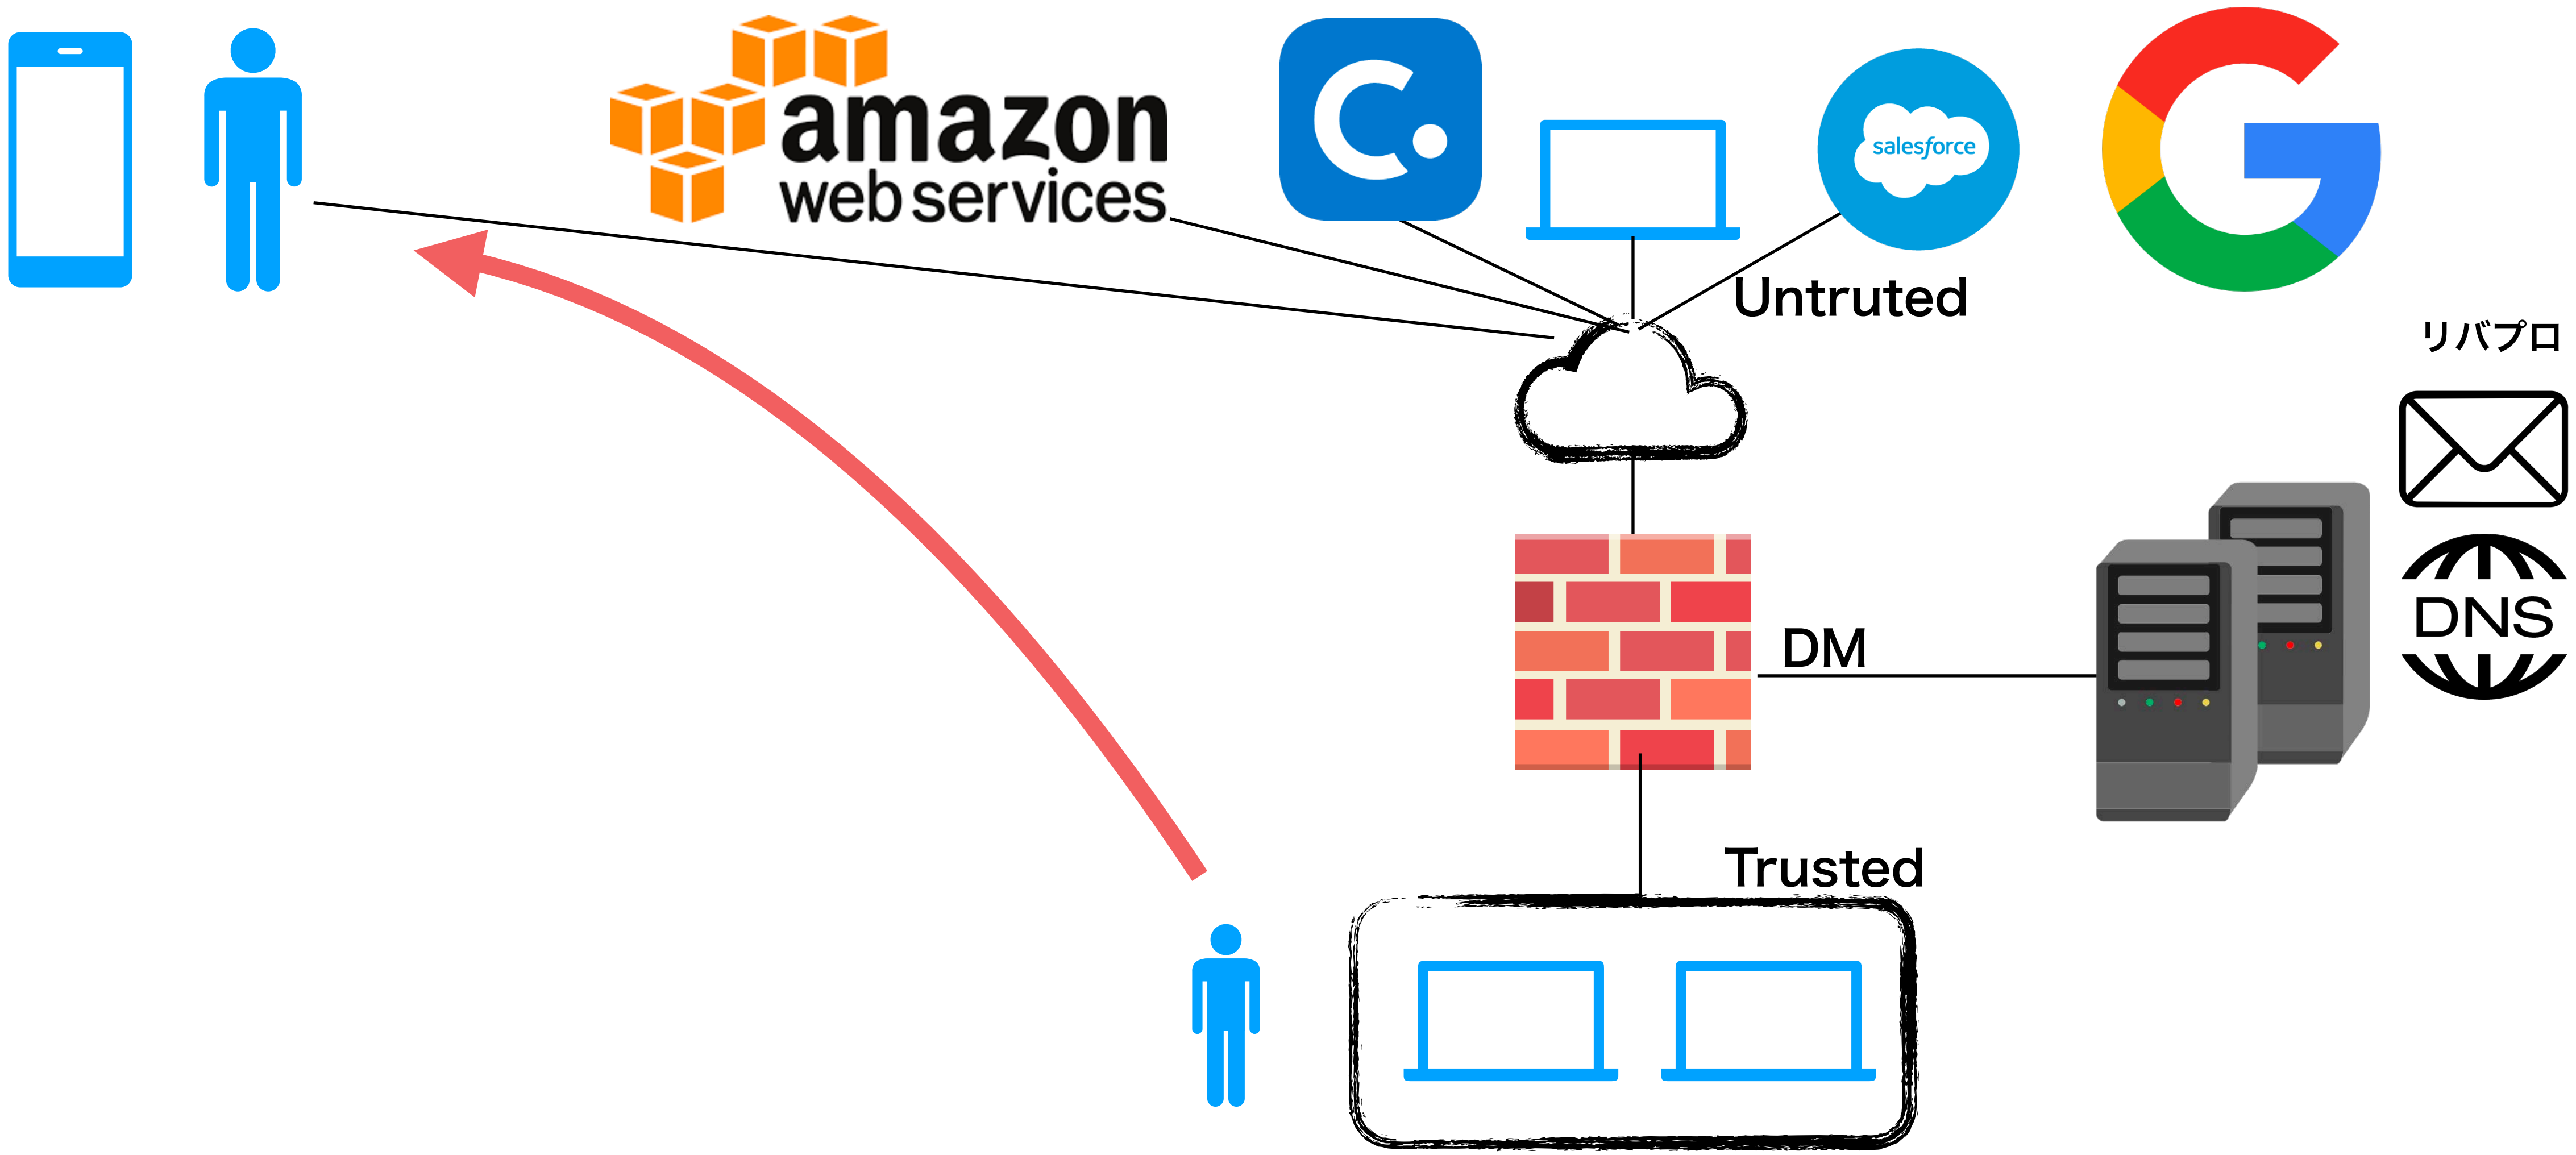 amazon
web services
C.
salesforce
G
Untruted
リバプロ
DNS
DM
Trusted